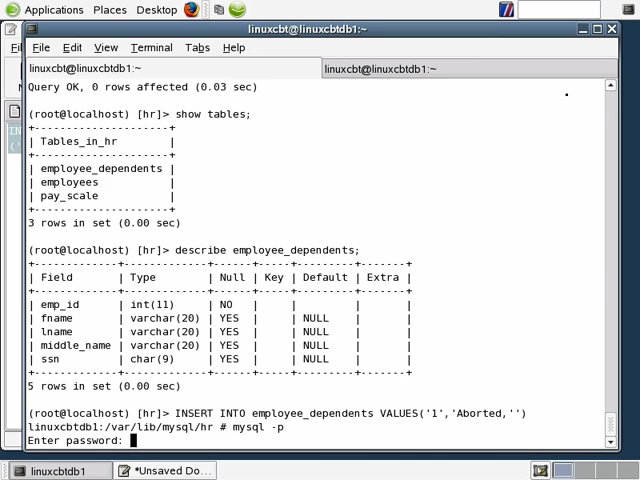 Applications Places Desktop
linuxcbt@linuxcbtdb1:~
File Edit View Terminal Tabs Help
linuxcbt@linuxcbtdb1:~ linuxcbt@linuxcbtdb1:~
Query OK, 0 rows affected (0.03 sec)
(root@localhost) [hr]> show tables;
+---------------------+
| Tables_in_hr        |
+---------------------+
| employee_dependents |
| employees           |
| pay_scale           |
+---------------------+
3 rows in set (0.00 sec)
(root@localhost) [hr]> describe employee_dependents;
+-------------+-------------+------+-----+---------+-------+
| Field       | Type        | Null | Key | Default | Extra |
+-------------+-------------+------+-----+---------+-------+
| emp_id      | int(11)     | NO   |     |         |       |
| fname       | varchar(20) | YES  |     | NULL    |       |
| lname       | varchar(20) | YES  |     | NULL    |       |
| middle_name | varchar(20) | YES  |     | NULL    |       |
| ssn         | char(9)     | YES  |     | NULL    |       |
+-------------+-------------+------+-----+---------+-------+
5 rows in set (0.00 sec)
(root@localhost) [hr]> INSERT INTO employee_dependents VALUES('1','Aborted,'')
linuxcbtdb1:/var/lib/mysql/hr # mysql -p
Enter password:
linuxcbtdb1 *Unsaved Do...